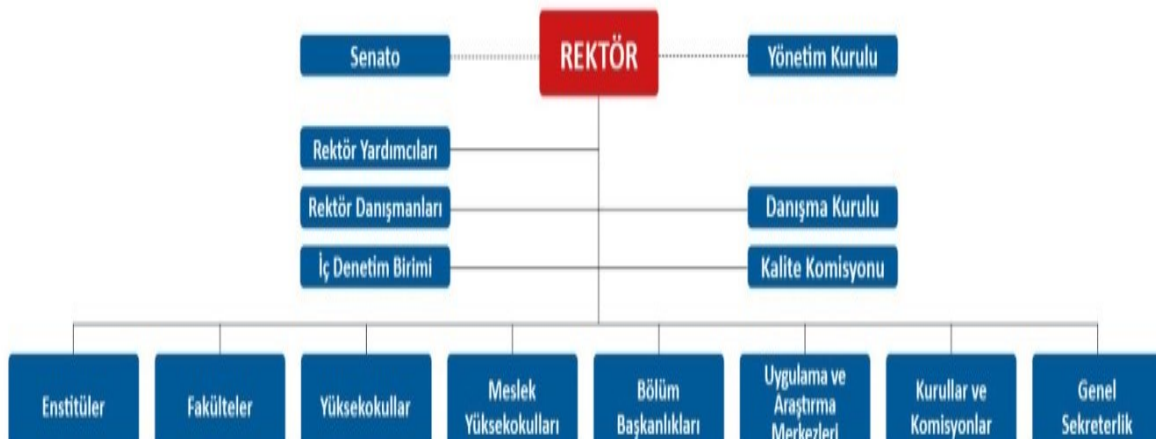 Senato
REKTÖR
Yönetim Kurulu
Rektör Yardımcıları
Rektör Danışmanları
Danışma Kurulu
İç Denetim Birimi
Kalite Komisyonu
Enstitüler
Fakülteler
Yüksekokullar
Meslek
Yüksekokulları
Bölüm
Başkanlıkları
Uygulama ve
Araştırma
Merkezleri
Kurullar ve
Komisyonlar
Genel
Sekreterlik